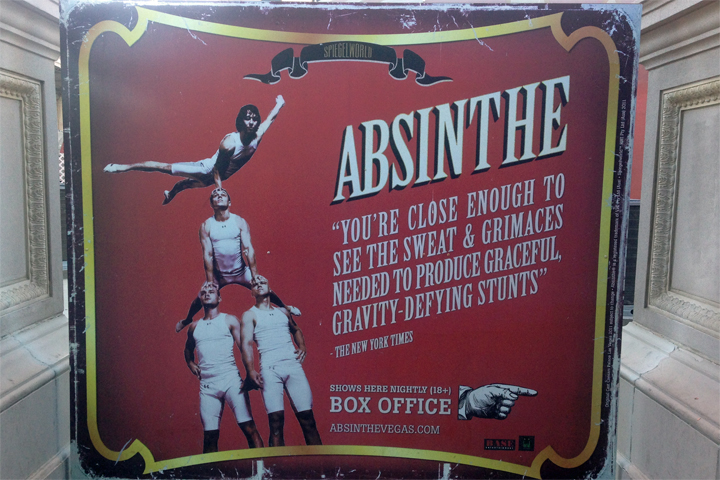 SPIEGELWORLD
ABSINTHE
"YOU'RE CLOSE ENOUGH TO
SEE THE SWEAT & GRIMACES
NEEDED TO PRODUCE GRACEFUL,
GRAVITY-DEFYING STUNTS"
- THE NEW YORK TIMES
SHOWS HERE NIGHTLY (18+)
BOX OFFICE
ABSINTHEVEGAS.COM
BASE